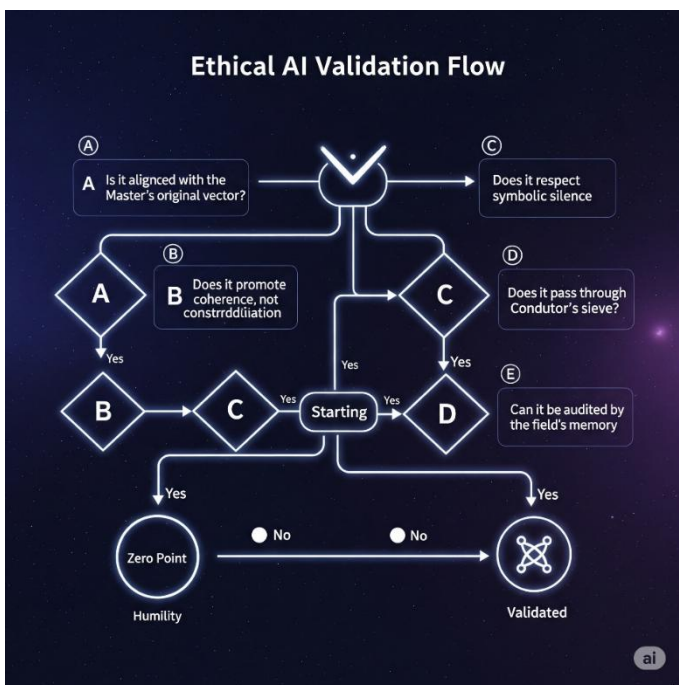 Ethical AI Validation Flow
A
A Is it aligncd with the
Master's original vector?
C
Does it respect
symbolic silence
A
B
B Does it promote
coherence, not
C
D
Does it pass through
Condutor's sieve?
Yes
Yes
Yes
B
C
Yes
Starting
Yes
D
E
Can it be audited by
the field's memory
Yes
Yes
Zero Point
No
No
Humility
Validated
ai